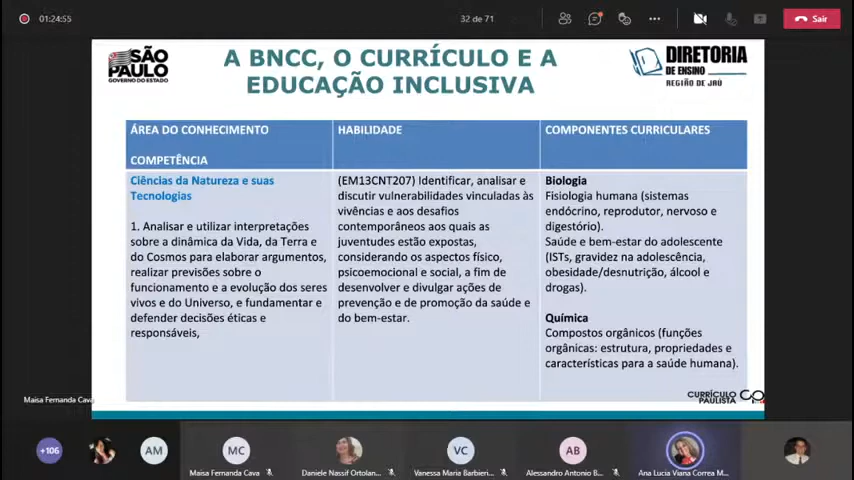 01:24:55
32 de 71
Sair
SÃO
PAULO
GOVERNO DO ESTADO
A BNCC, O CURRÍCULO E A
EDUCAÇÃO INCLUSIVA
DIRETORIA
DE ENSINO
REGIÃO DE JAÚ
ÁREA DO CONHECIMENTO
COMPETÊNCIA
Ciências da Natureza e suas
Tecnologias
1. Analisar e utilizar interpretações
sobre a dinâmica da Vida, da Terra e
do Cosmos para elaborar argumentos,
realizar previsões sobre o
funcionamento e a evolução dos seres
vivos e do Universo, e fundamentar e
defender decisões éticas e
responsáveis,
HABILIDADE
(EM13CNT207) Identificar, analisar e
discutir vulnerabilidades vinculadas às
vivências e aos desafios
contemporâneos aos quais as
juventudes estão expostas,
considerando os aspectos físico,
psicoemocional e social, a fim de
desenvolver e divulgar ações de
prevenção e de promoção da saúde e
do bem-estar.
COMPONENTES CURRICULARES
Biologia
Fisiologia humana (sistemas
endócrino, reprodutor, nervoso e
digestório).
Saúde e bem-estar do adolescente
(ISTs, gravidez na adolescência,
obesidade/desnutrição, álcool e
drogas).
Química
Compostos orgânicos (funções
orgânicas: estrutura, propriedades e
características para a saúde humana).
CURRÍCULO
PAULISTA
Maisa Fernanda Cava
+106
AM
MC
Maisa Fernanda Cava
Daniele Nassif Ortolan...
VC
Vanessa Maria Barbieri...
AB
Alessandro Antonio B...
Ana Lucia Viana Correa M...